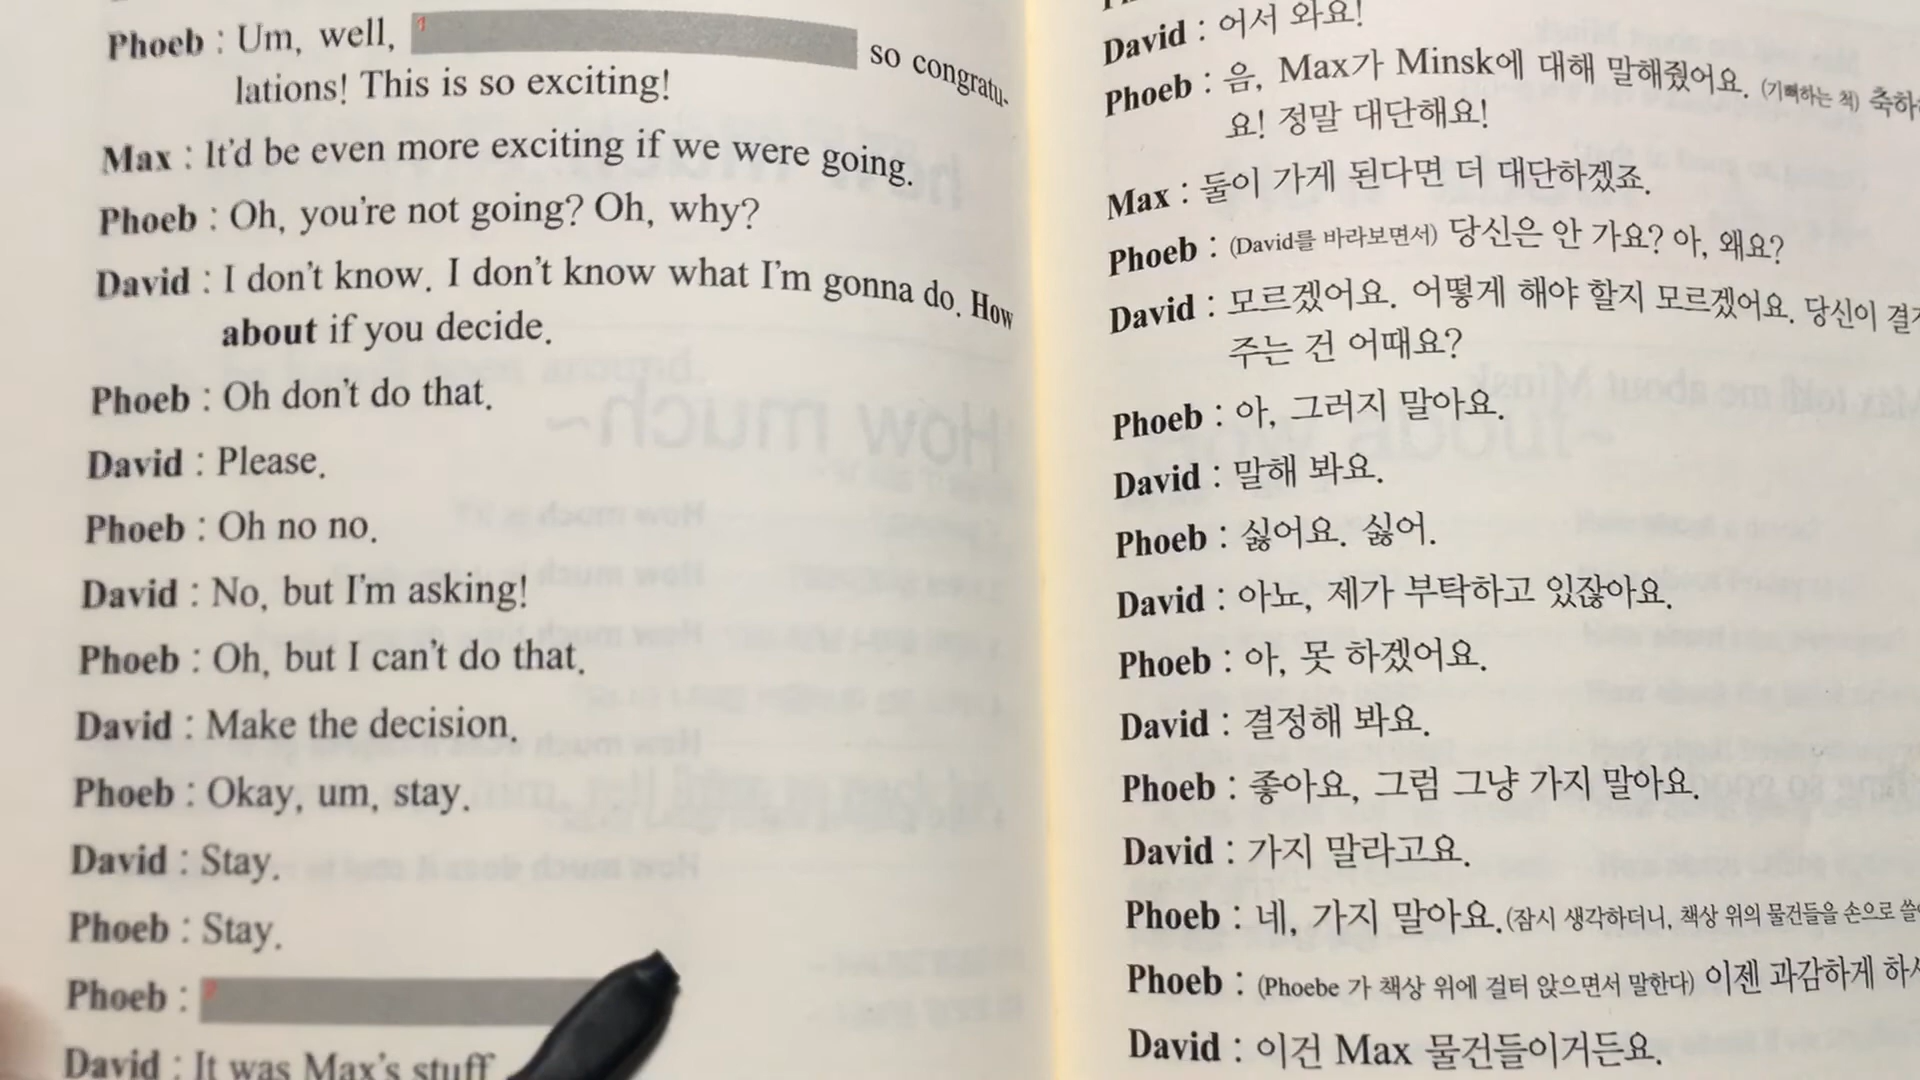 Phoeb : Um, well, so congratu-
lations! This is so exciting!
Max : It'd be even more exciting if we were going.
Phoeb : Oh, you're not going? Oh, why?
David : I don't know. I don't know what I'm gonna do. How
about if you decide.
Phoeb : Oh don't do that.
David : Please.
Phoeb : Oh no no.
David : No, but I'm asking!
Phoeb : Oh, but I can't do that.
David : Make the decision.
Phoeb : Okay, um, stay.
David : Stay.
Phoeb : Stay.
Phoeb :
David : It was Max's stuff
David : 어서 와요!
Phoeb : 음, Max가 Minsk에 대해 말해줬어요. (기뻐하는 척) 축하
요! 정말 대단해요!
Max : 둘이 가게 된다면 더 대단하겠죠.
Phoeb : (David를 바라보면서) 당신은 안 가요? 아, 왜요?
David : 모르겠어요. 어떻게 해야 할지 모르겠어요. 당신이
주는 건 어때요?
Phoeb : 아, 그러지 말아요.
David : 말해 봐요.
Phoeb : 싫어요. 싫어.
David : 아뇨, 제가 부탁하고 있잖아요.
Phoeb : 아, 못 하겠어요.
David : 결정해 봐요.
Phoeb : 좋아요, 그럼 그냥 가지 말아요.
David : 가지 말라고요.
Phoeb : 네, 가지 말아요. (잠시 생각하더니, 책상 위의 물건들을 손으로
Phoeb : (Phoebe 가 책상 위에 걸터 앉으면서 말한다) 이젠 과감하게
David : 이건 Max 물건들이거든요.